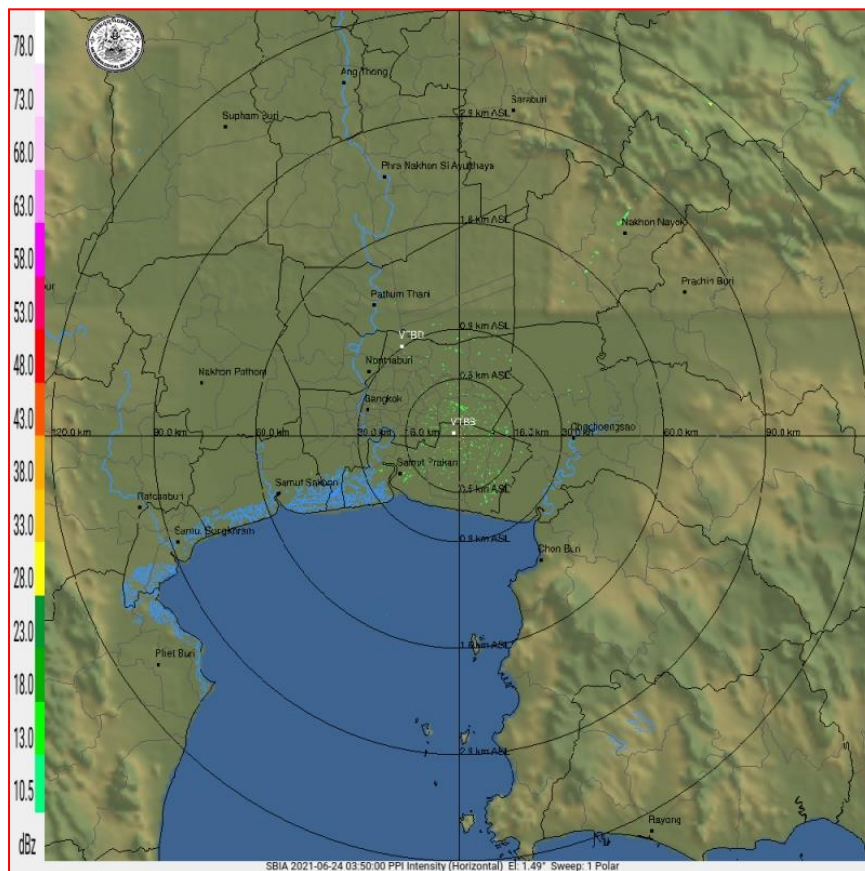 78.0
73.0
68.0
63.0
58.0
53.0
48.0
43.0
38.0
33.0
28.0
23.0
18.0
13.0
10.5
dBz
Ang Thong
Saraburi
2.9 km ASL
Suphan Buri
Phra Nakhon Si Ayutthaya
1.8 km ASL
Nakhon Nayok
Prachin Buri
Pathum Thani
0.9 km ASL
VTBD
Nonthaburi
Nakhon Pathom
0.5 km ASL
Bangkok
VTBS
Chachoengsao
120.0 km
90.0 km
60.0 km
16.0 km
16.0 km
30.0 km
60.0 km
90.0 km
Samut Prakan
0.5 km ASL
Samut Sakhon
Ratchaburi
Samut Songkhram
0.9 km ASL
Chon Buri
1.8 km ASL
Phet Buri
2.9 km ASL
Rayong
SBIA 2021-06-24 03:50:00 PPI Intensity (Horizontal) El: 1.49° Sweep: 1 Polar